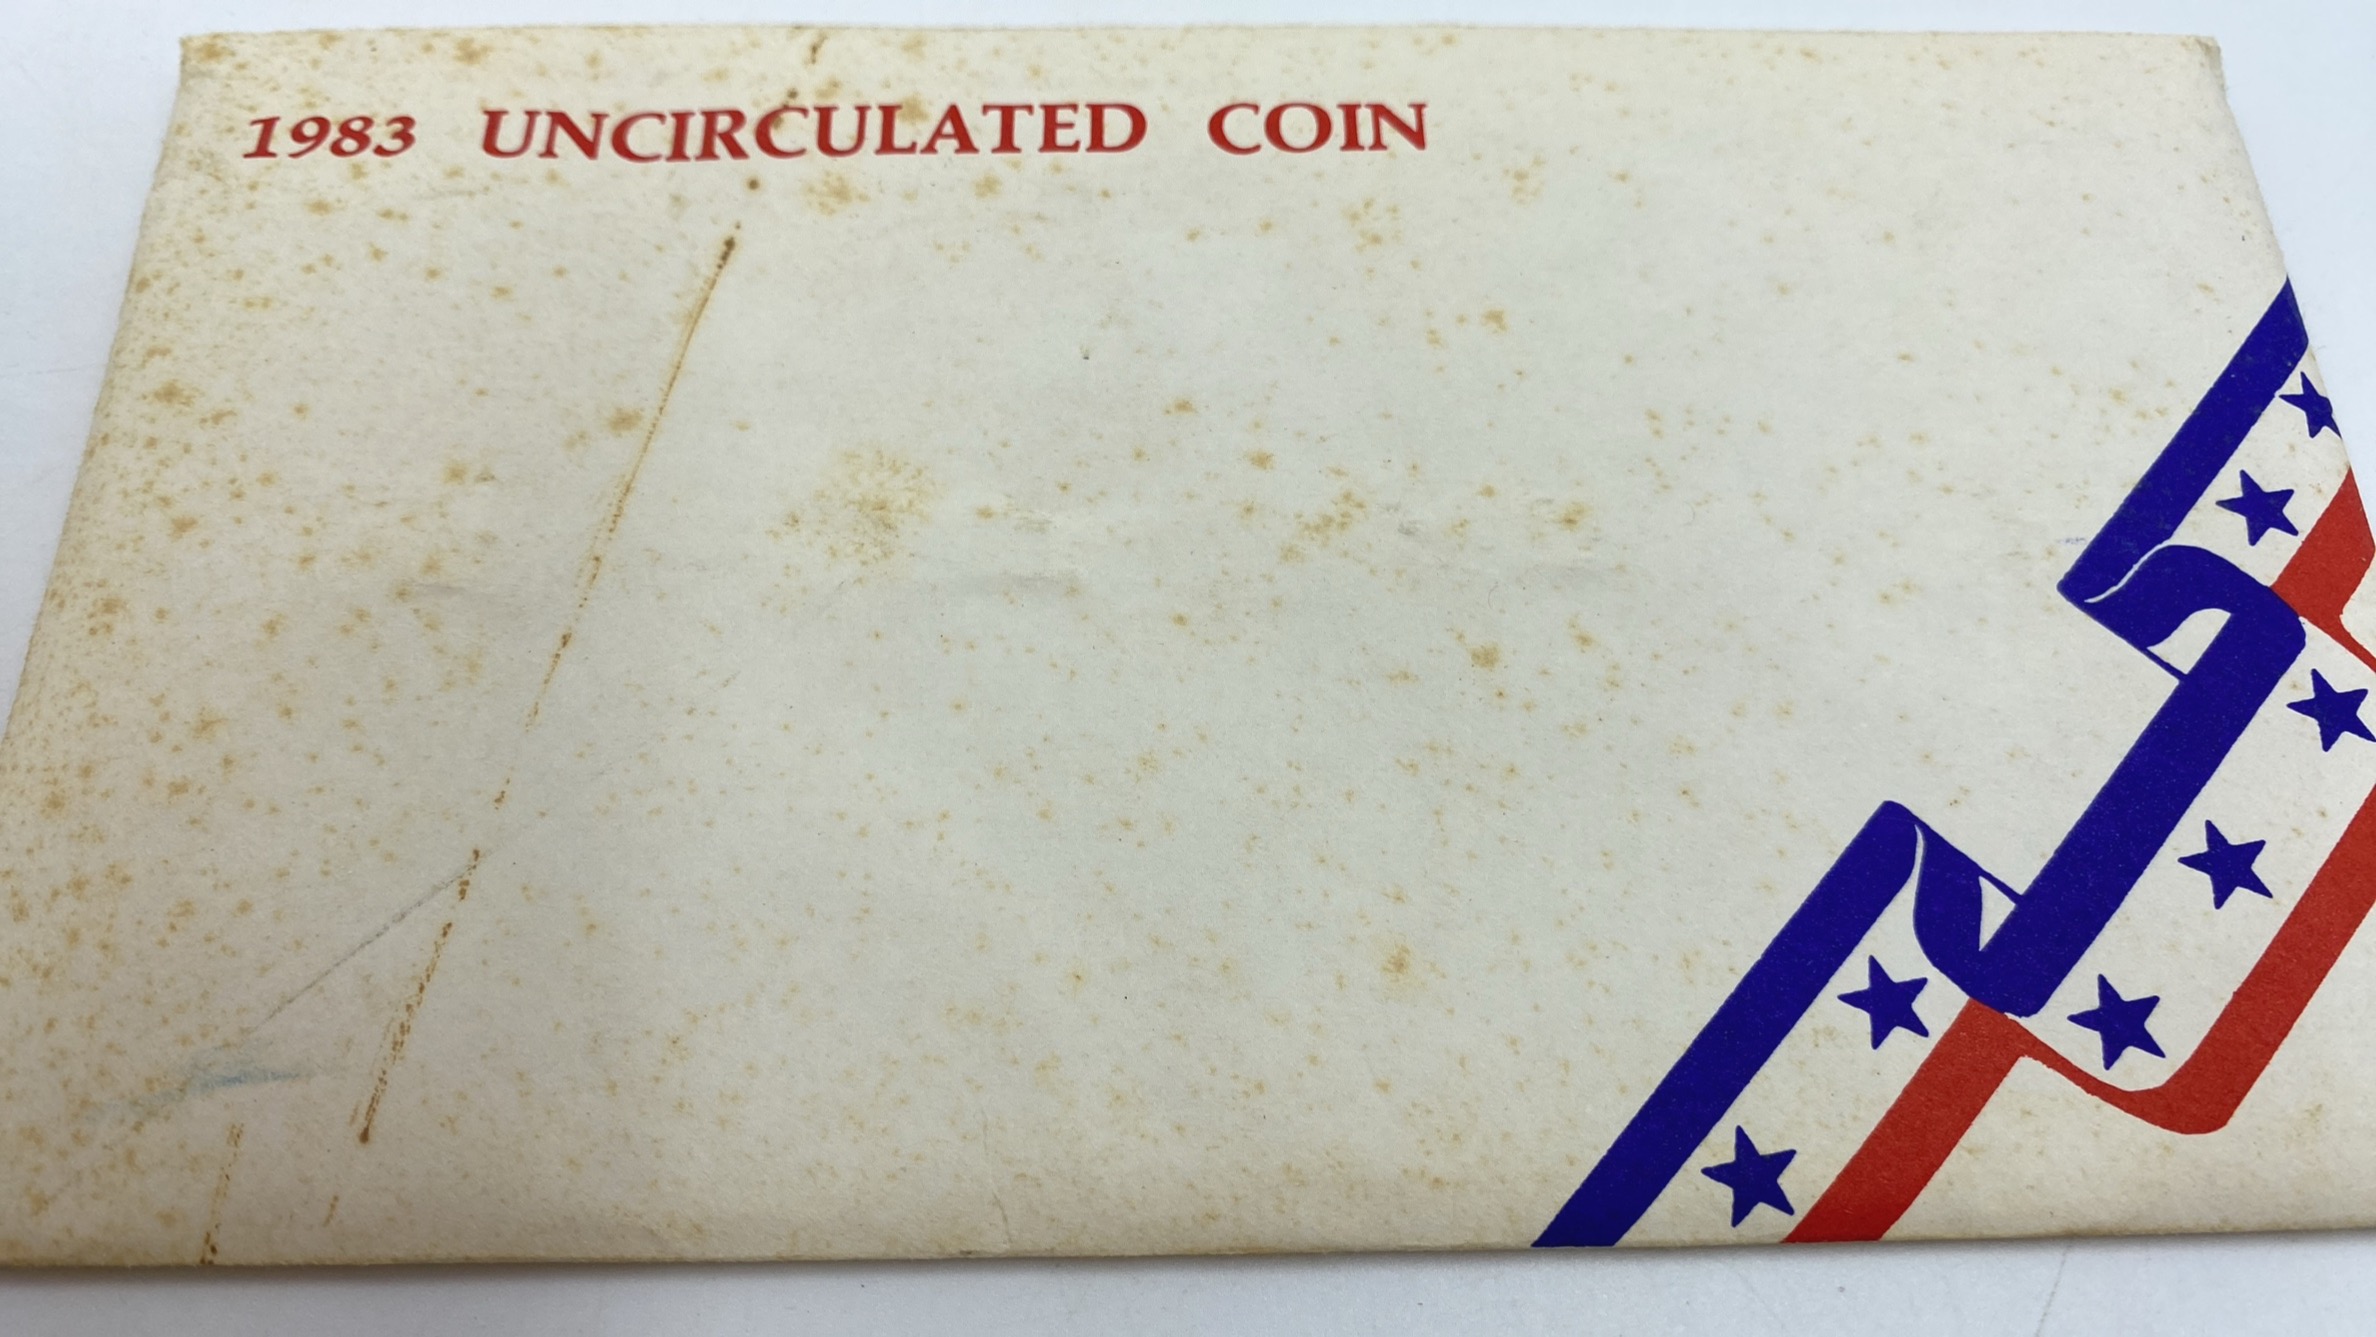 1983 UNCIRCULATED COIN